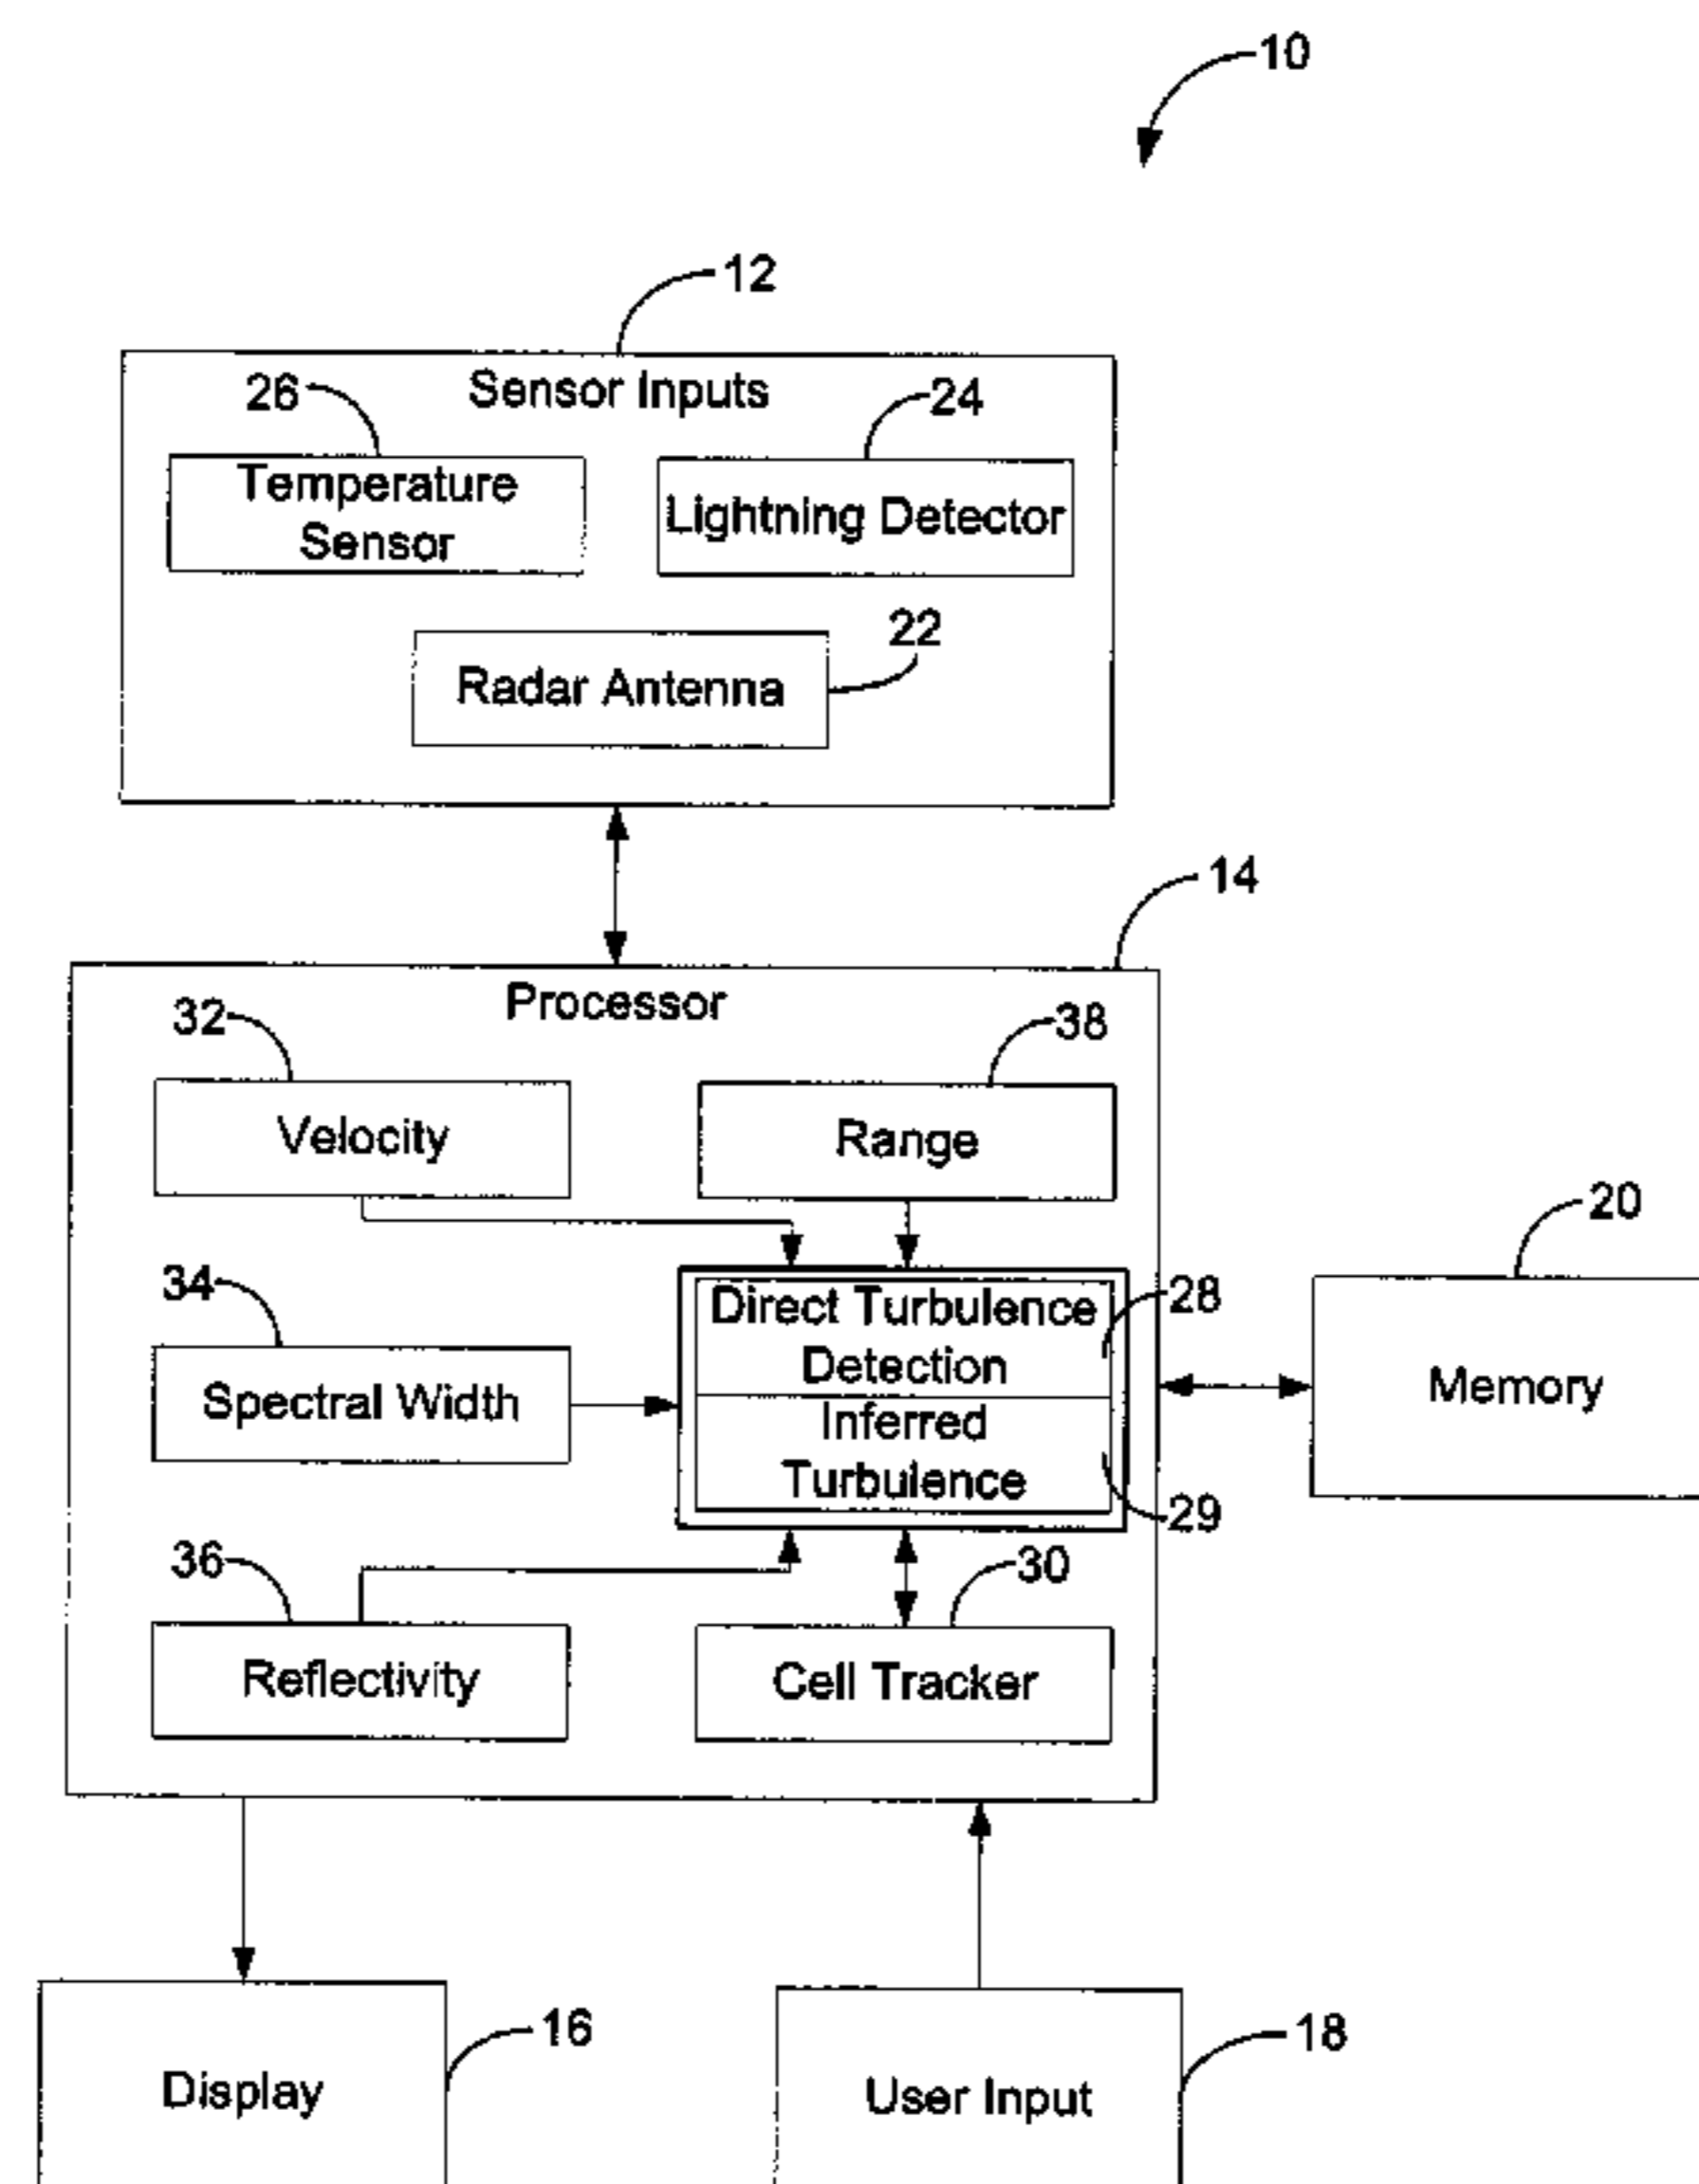 10
12
Sensor Inputs
26
24
Temperature
Sensor
Lightning Detector
22
Radar Antenna
14
Processor
32
38
Velocity
Range
20
34
28
Direct Turbulence
Detection
Memory
Spectral Width
Inferred
Turbulence
29
36
30
Reflectivity
Cell Tracker
16
18
Display
User Input